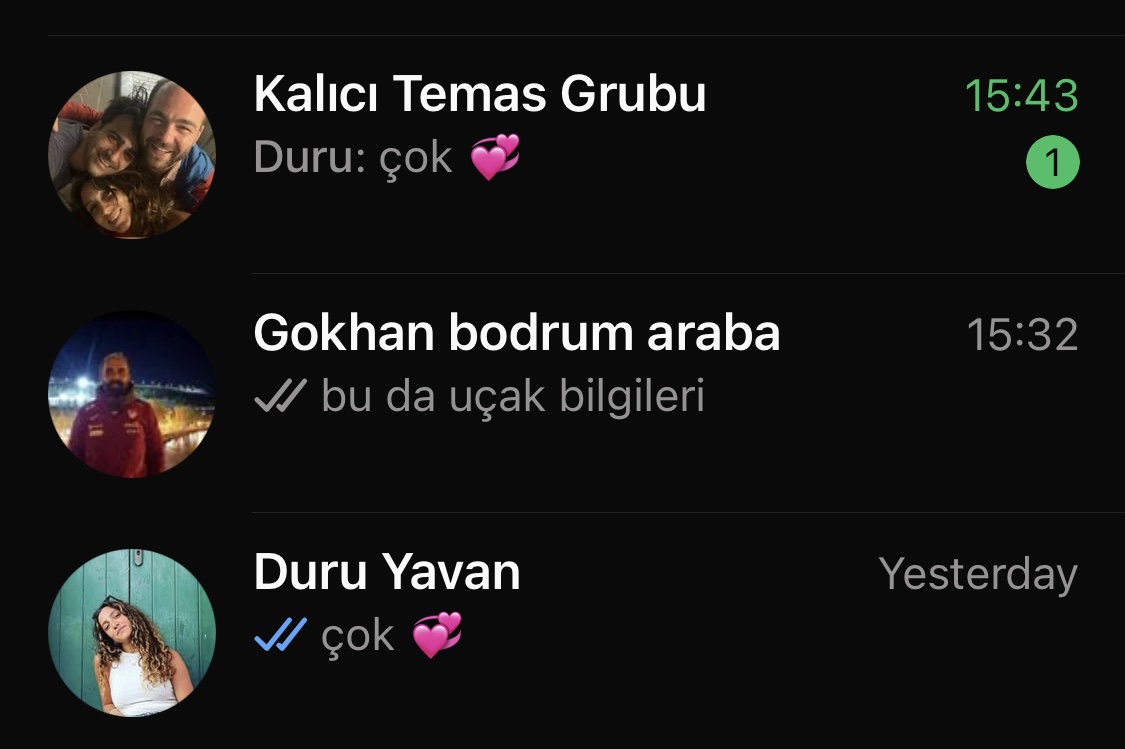 Kalıcı Temas Grubu 15:43
Duru: çok 💞 1
Gokhan bodrum araba 15:32
bu da uçak bilgileri
Duru Yavan Yesterday
çok 💞